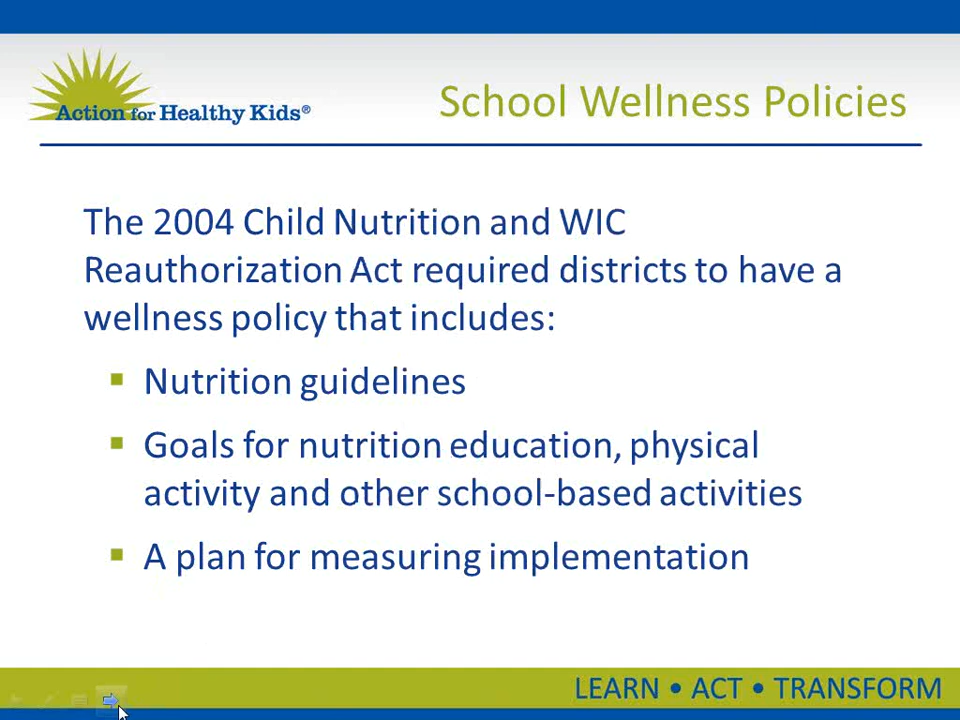 Action for Healthy Kids®
School Wellness Policies
The 2004 Child Nutrition and WIC
Reauthorization Act required districts to have a
wellness policy that includes:
▪ Nutrition guidelines
▪ Goals for nutrition education, physical
activity and other school-based activities
▪ A plan for measuring implementation
LEARN • ACT • TRANSFORM